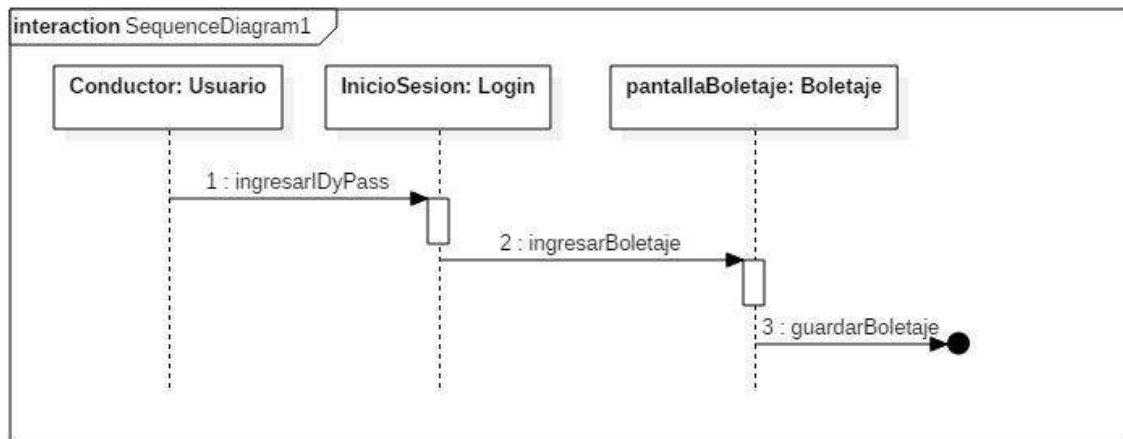 interaction SequenceDiagram1
Conductor: Usuario
InicioSesion: Login
pantallaBoletaje: Boletaje
1 : ingresarIDyPass
2 : ingresarBoletaje
3 : guardarBoletaje